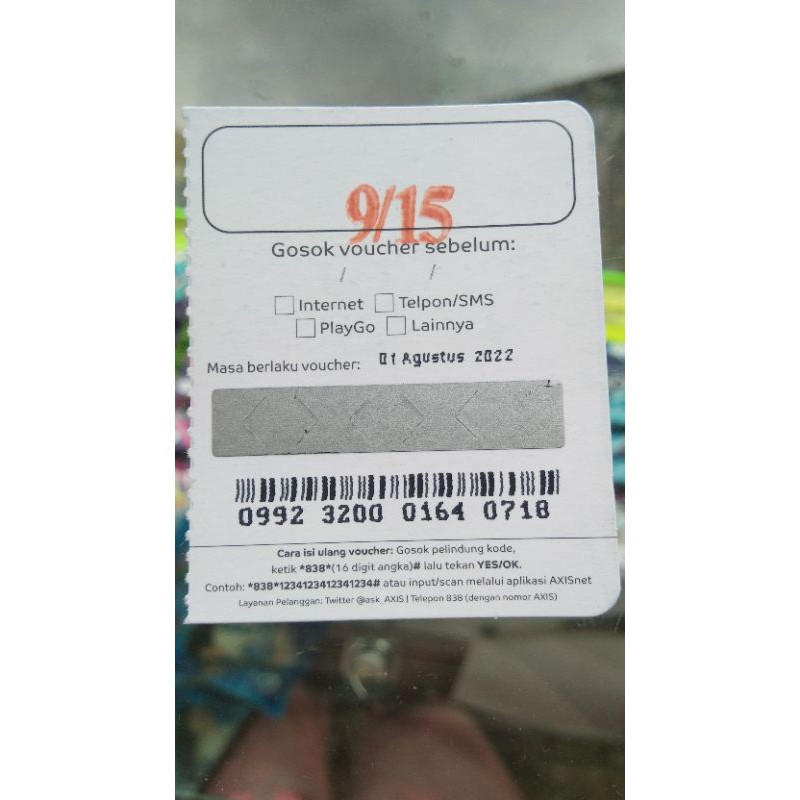 9/15
Gosok voucher sebelum:
/ /
Internet Telpon/SMS
PlayGo Lainnya
Masa berlaku voucher: 01 Agustus 2022
0992 3200 0164 0718
Cara isi ulang voucher: Gosok pelindung kode,
ketik *838*(16 digit angka)# lalu tekan YES/OK.
Contoh: *838*1234123412341234# atau input/scan melalui aplikasi AXISnet
Layanan Pelanggan: Twitter @ask_AXIS | Telepon 838 (dengan nomor AXIS)